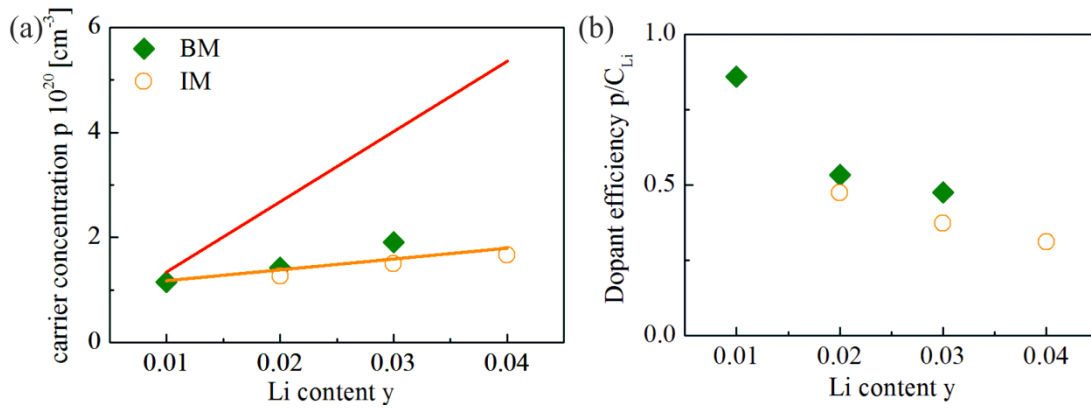 (a)
carrier concentration p 10²⁰ [cm⁻³]
6
4
2
0
BM
IM
0.01 0.02 0.03 0.04
Li content y
(b)
Dopant efficiency p/C_Li
1.0
0.5
0.0
0.01 0.02 0.03 0.04
Li content y